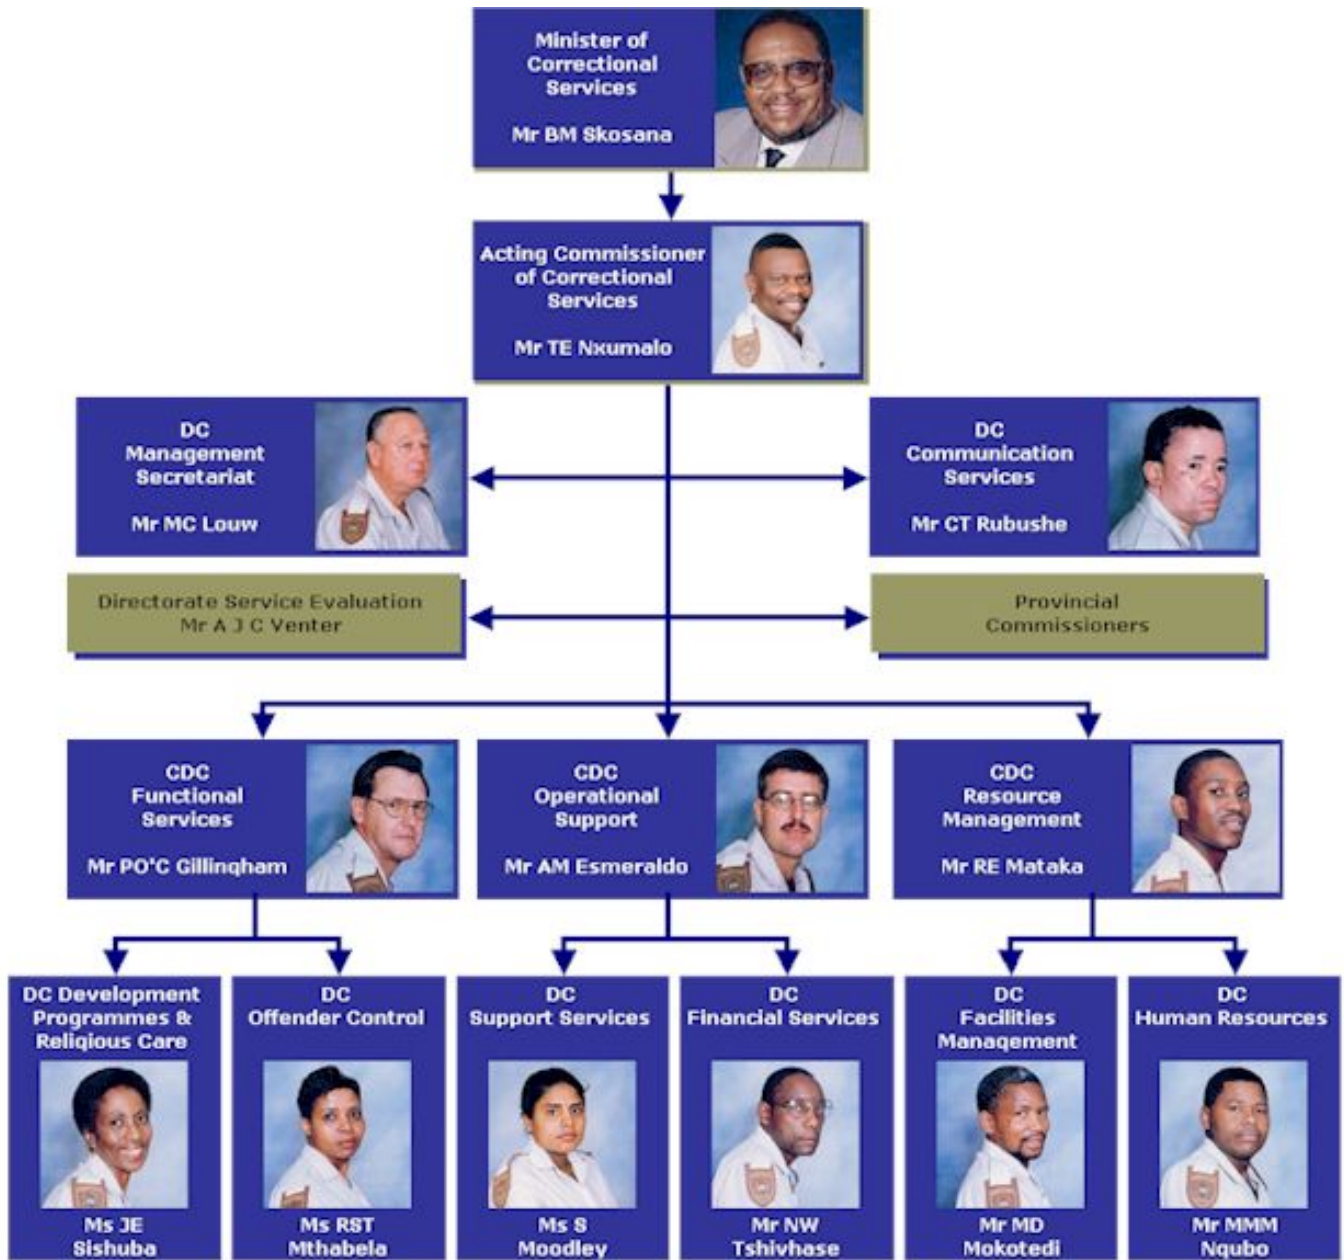 Minister of
Correctional
Services
Mr BM Skosana
Acting Commissioner
of Correctional
Services
Mr TE Nxumalo
DC
Management
Secretariat
Mr MC Louw
DC
Communication
Services
Mr CT Rubushe
Directorate Service Evaluation
Mr A J C Venter
Provincial
Commissioners
CDC
Functional
Services
Mr PO'C Gillingham
CDC
Operational
Support
Mr AM Esmeraldo
CDC
Resource
Management
Mr RE Mataka
DC Development
Programmes &
Religious Care
Ms JE
Sishuba
DC
Offender Control
Ms RST
Mthabela
DC
Support Services
Ms S
Moodley
DC
Financial Services
Mr NW
Tshivhase
DC
Facilities
Management
Mr MD
Mokotedi
DC
Human Resources
Mr MMM
Ngubo